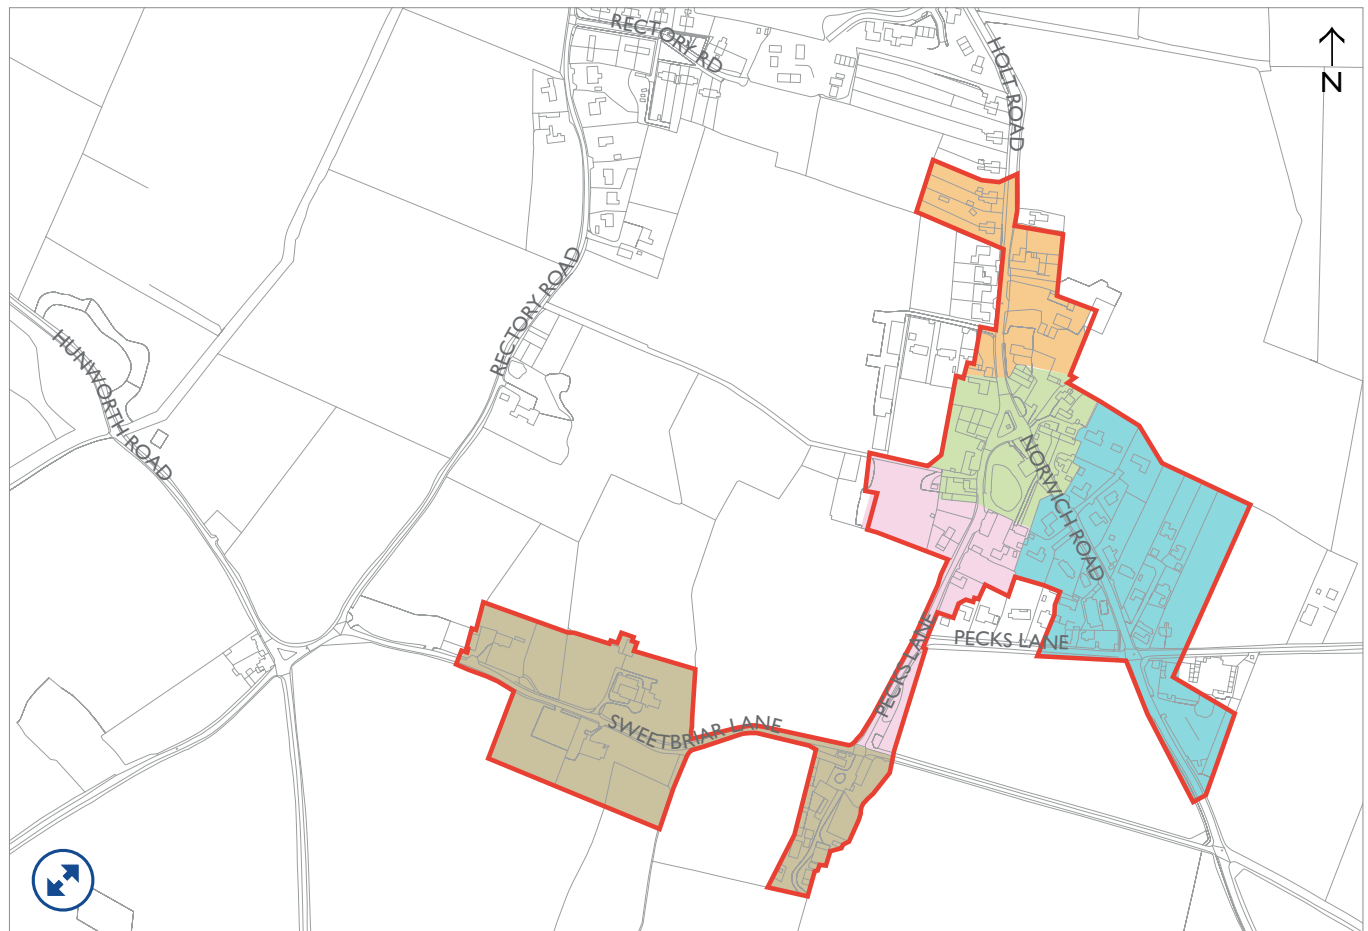 RECTORY RD
HOLT ROAD
N
RECTORY ROAD
HUNWORTH ROAD
NORWICH ROAD
PECKS LANE
PECKS LANE
SWEETBRIAR LANE